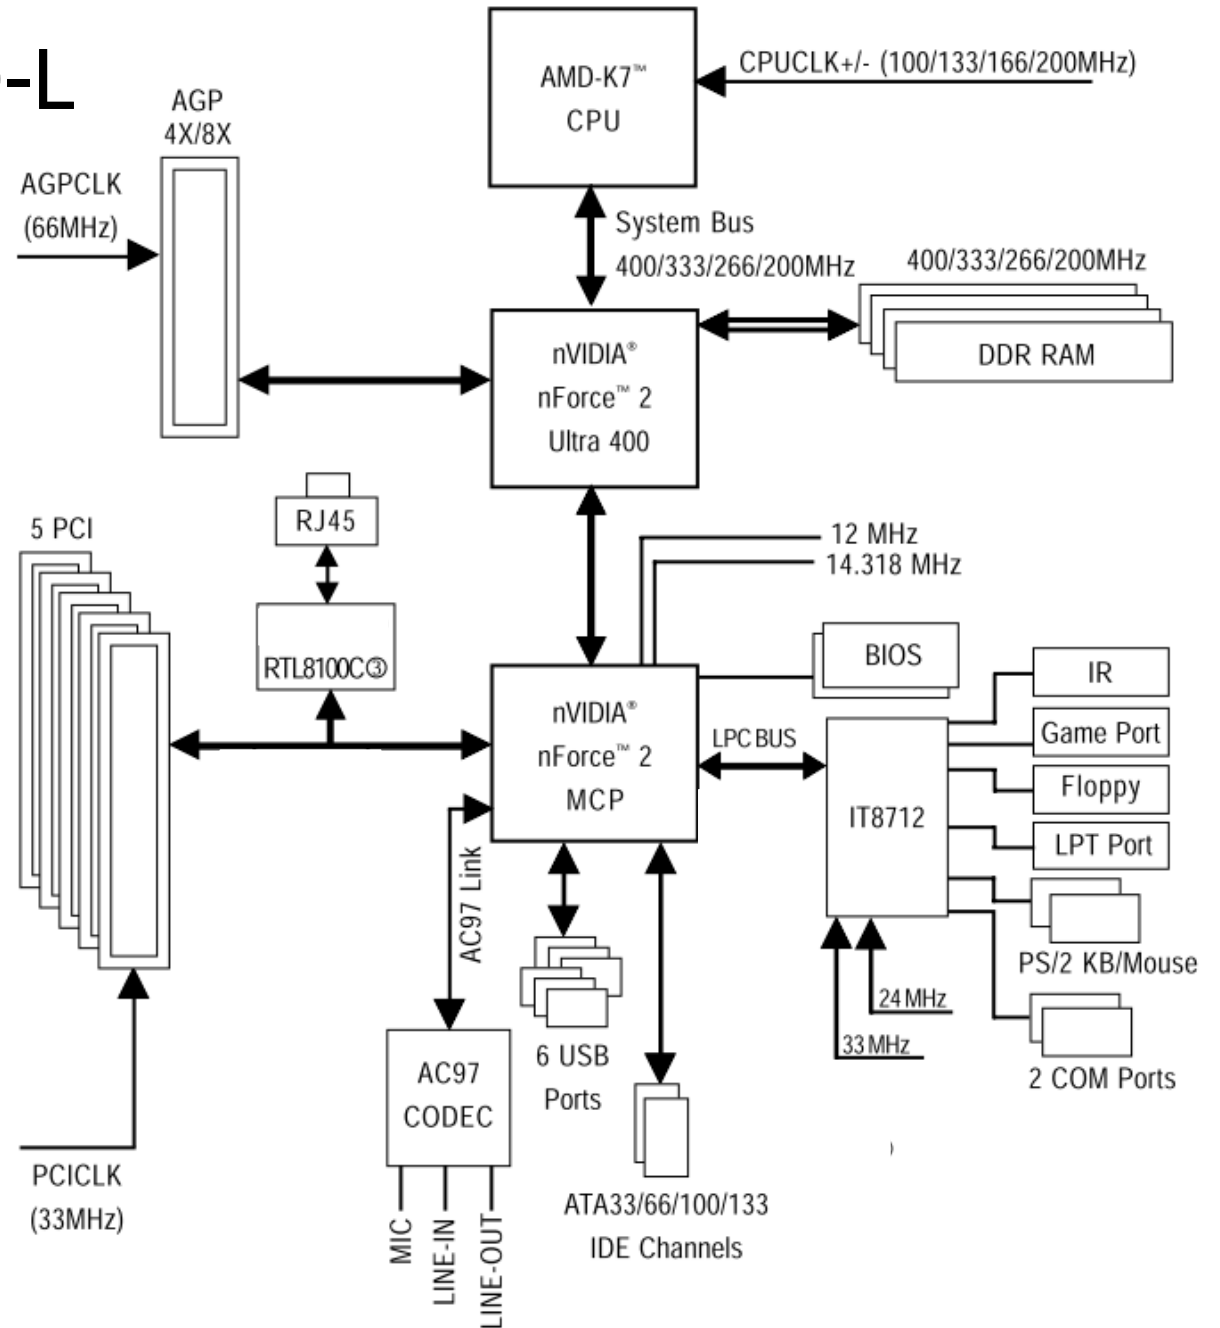 -L
AMD-K7™
CPU
CPUCLK+/- (100/133/166/200MHz)
AGP
4X/8X
AGPCLK
(66MHz)
System Bus
400/333/266/200MHz
400/333/266/200MHz
DDR RAM
nVIDIA®
nForce™ 2
Ultra 400
RJ45
5 PCI
12 MHz
14.318 MHz
RTL8100C③
BIOS
IR
nVIDIA®
nForce™ 2
MCP
LPC BUS
Game Port
Floppy
IT8712
LPT Port
AC97 Link
PS/2 KB/Mouse
24 MHz
33 MHz
6 USB
Ports
2 COM Ports
AC97
CODEC
PCICLK
(33MHz)
ATA33/66/100/133
IDE Channels
MIC
LINE-IN
LINE-OUT